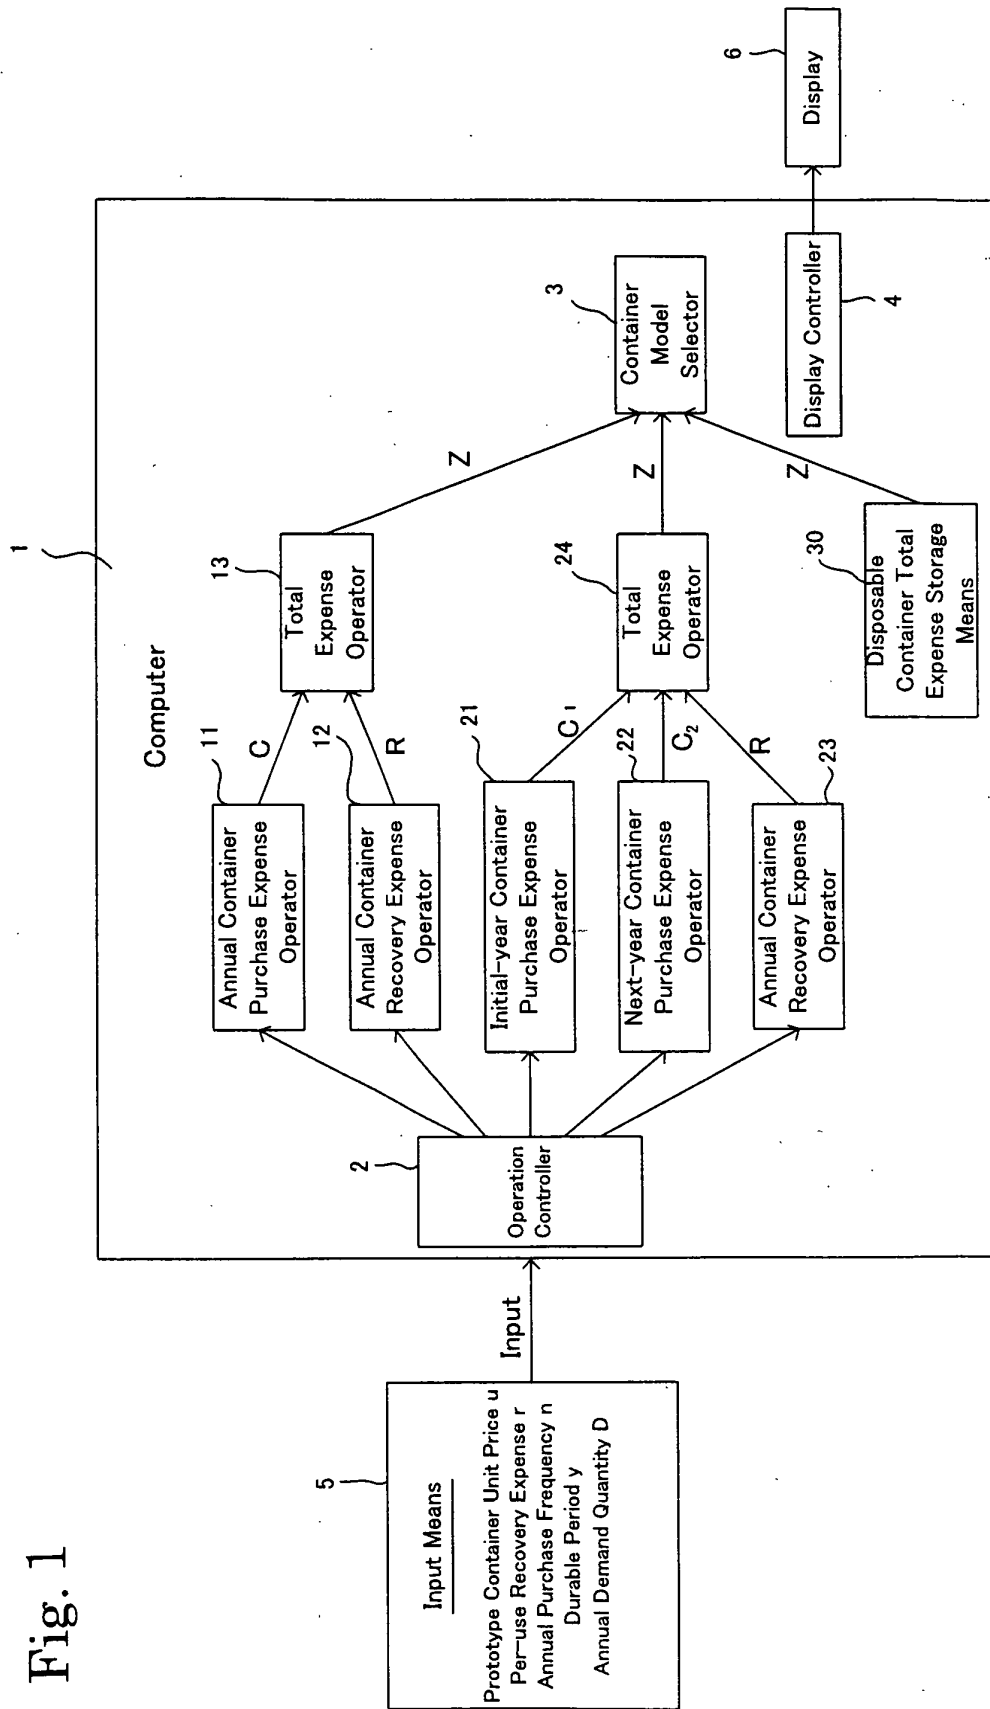 Fig. 1
5
Input Means
Prototype Container Unit Price u
Per-use Recovery Expense r
Annual Purchase Frequency n
Durable Period y
Annual Demand Quantity D
Input
1
Computer
2
Operation
Controller
11
Annual Container
Purchase Expense
Operator
12
Annual Container
Recovery Expense
Operator
21
Initial-year Container
Purchase Expense
Operator
22
Next-year Container
Purchase Expense
Operator
23
Annual Container
Recovery Expense
Operator
C
R
C1
C2
R
13
Total
Expense
Operator
24
Total
Expense
Operator
30
Disposable
Container Total
Expense Storage
Means
Z
Z
Z
3
Container
Model
Selector
Display Controller
4
6
Display